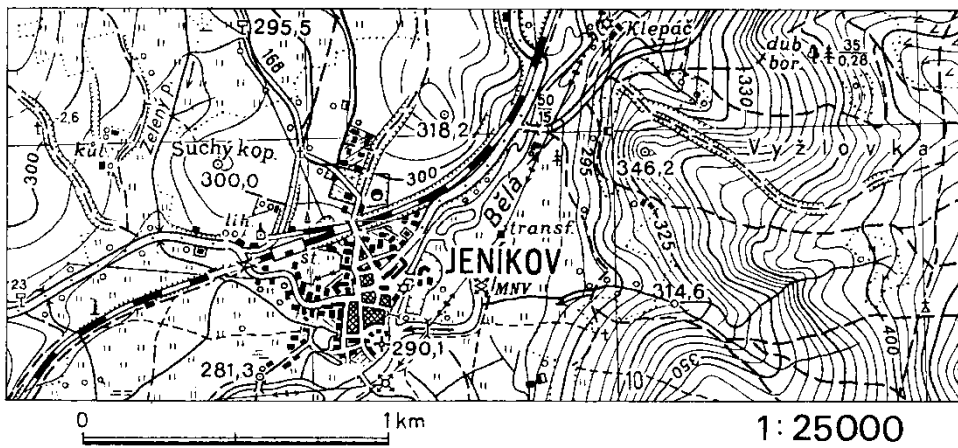 295,5
168
Zelený p.
-2,6
kůl.
300
Suchý kop.
300,0
lih.
318,2
300
50
15
Klepáč
dub
bor
35
0,28
330
295
346,2
Vyžlovka
Bělá
transf.
325
st.
JENÍKOV
MNV
314,6
23
1
290,1
281,3
10
350
400
0
1 km
1:25000